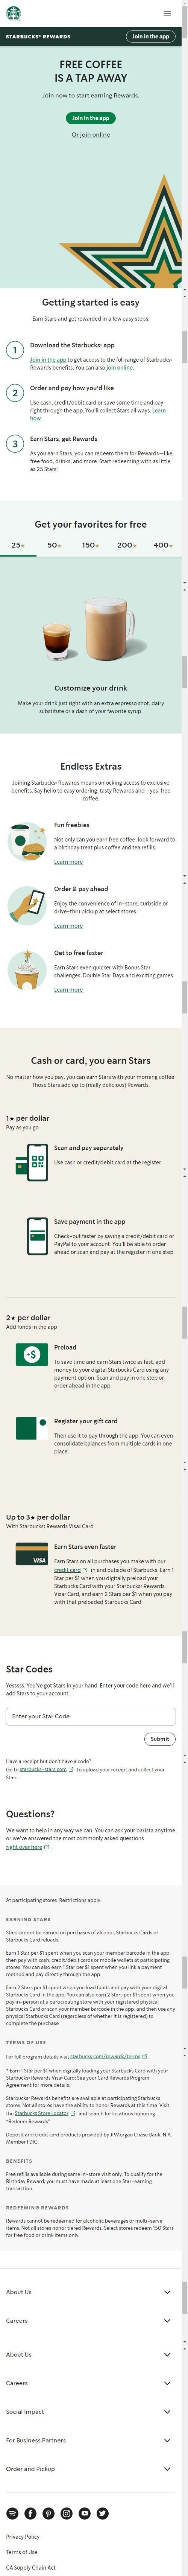 STARBUCKS® REWARDS
Join in the app
FREE COFFEE
IS A TAP AWAY
Join now to start earning Rewards.
Join in the app
Or join online
Getting started is easy
Earn Stars and get rewarded in a few easy steps.
1
Download the Starbucks® app
Join in the app to get access to the full range of Starbucks®
Rewards benefits. You can also join online.
2
Order and pay how you'd like
Use cash, credit/debit card or save some time and pay
right through the app. You'll collect Stars all ways. Learn
how
3
Earn Stars, get Rewards
As you earn Stars, you can redeem them for Rewards—like
free food, drinks, and more. Start redeeming with as little
as 25 Stars!
Get your favorites for free
25★ 50★ 150★ 200★ 400★
Customize your drink
Make your drink just right with an extra espresso shot, dairy
substitute or a dash of your favorite syrup.
Endless Extras
Joining Starbucks® Rewards means unlocking access to exclusive
benefits. Say hello to easy ordering, tasty Rewards and—yes, free
coffee.
Fun freebies
Not only can you earn free coffee, look forward to
a birthday treat plus coffee and tea refills.
Learn more
Order & pay ahead
Enjoy the convenience of in-store, curbside or
drive-thru pickup at select stores.
Learn more
Get to free faster
Earn Stars even quicker with Bonus Star
challenges, Double Star Days and exciting games.
Learn more
Cash or card, you earn Stars
No matter how you pay, you can earn Stars with your morning coffee.
Those Stars add up to (really delicious) Rewards.
1★ per dollar
Pay as you go
Scan and pay separately
Use cash or credit/debit card at the register.
Save payment in the app
Check-out faster by saving a credit/debit card or
PayPal to your account. You'll be able to order
ahead or scan and pay at the register in one step.
2★ per dollar
Add funds in the app
$
Preload
To save time and earn Stars twice as fast, add
money to your digital Starbucks Card using any
payment option. Scan and pay in one step or
order ahead in the app.
Register your gift card
Then use it to pay through the app. You can even
consolidate balances from multiple cards in one
place.
Up to 3★ per dollar
With Starbucks® Rewards Visa® Card
VISA
Earn Stars even faster
Earn Stars on all purchases you make with our
credit card in and outside of Starbucks. Earn 1
Star per $1 when you digitally preload your
Starbucks Card with your Starbucks® Rewards
Visa® Card, and earn 2 Stars per $1 when you pay
with that preloaded Starbucks Card.
Star Codes
Yesssss. You've got Stars in your hand. Enter your code here and we'll
add Stars to your account.
Enter your Star Code
Submit
Have a receipt but don't have a code?
Go to starbucks-stars.com to upload your receipt and collect your
Stars.
Questions?
We want to help in any way we can. You can ask your barista anytime
or we've answered the most commonly asked questions
right over here .
At participating stores. Restrictions apply.
EARNING STARS
Stars cannot be earned on purchases of alcohol, Starbucks Cards or
Starbucks Card reloads.
Earn 1 Star per $1 spent when you scan your member barcode in the app,
then pay with cash, credit/debit cards or mobile wallets at participating
stores. You can also earn 1 Star per $1 spent when you link a payment
method and pay directly through the app.
Earn 2 Stars per $1 spent when you load funds and pay with your digital
Starbucks Card in the app. You can also earn 2 Stars per $1 spent when you
pay in-person at a participating store with your registered physical
Starbucks Card or scan your member barcode in the app, and then use any
physical Starbucks Card (regardless of whether it is registered) to
complete the purchase.
TERMS OF USE
For full program details visit starbucks.com/rewards/terms .
* Earn 1 Star per $1 when digitally loading your Starbucks Card with your
Starbucks® Rewards Visa® Card: See your Card Rewards Program
Agreement for more details.
Starbucks® Rewards benefits are available at participating Starbucks
stores. Not all stores have the ability to honor Rewards at this time. Visit
the Starbucks Store Locator and search for locations honoring
"Redeem Rewards".
Deposit and credit card products provided by JPMorgan Chase Bank, N.A.
Member FDIC
BENEFITS
Free refills available during same in-store visit only. To qualify for the
Birthday Reward, you must have made at least one Star-earning
transaction.
REDEEMING REWARDS
Rewards cannot be redeemed for alcoholic beverages or multi-serve
items. Not all stores honor tiered Rewards. Select stores redeem 150 Stars
for free food or drink items only.
About Us
Careers
About Us
Careers
Social Impact
For Business Partners
Order and Pickup
Privacy Policy
Terms of Use
CA Supply Chain Act